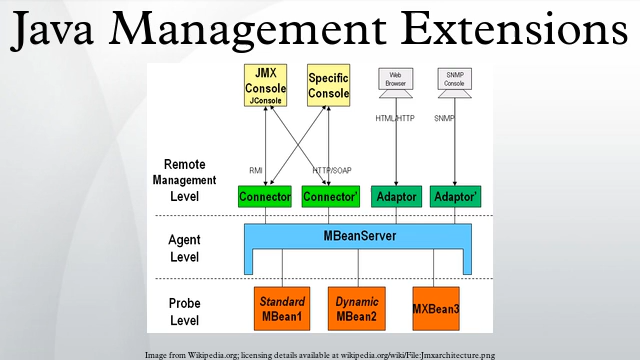 Java Management Extensions
JMX
Console
JConsole
Specific
Console
Web
Browser
SNMP
Console
HTML/HTTP
SNMP
RMI
HTTP/SOAP
Remote
Management
Level
Connector
Connector'
Adaptor
Adaptor'
Agent
Level
MBeanServer
Probe
Level
Standard
MBean1
Dynamic
MBean2
MXBean3
Image from Wikipedia.org; licensing details available at wikipedia.org/wiki/File:Jmxarchitecture.png